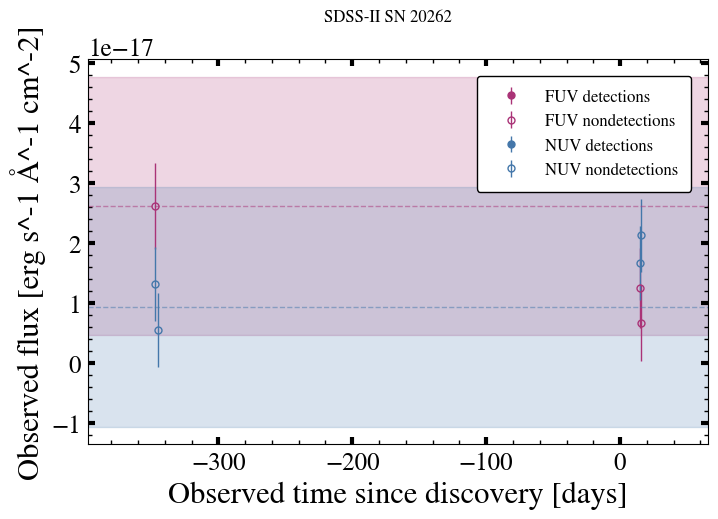 SDSS-II SN 20262
1e−17
5
4
3
2
1
0
−1
Observed flux [erg s^-1 Å^-1 cm^-2]
FUV detections
FUV nondetections
NUV detections
NUV nondetections
−300 −200 −100 0
Observed time since discovery [days]